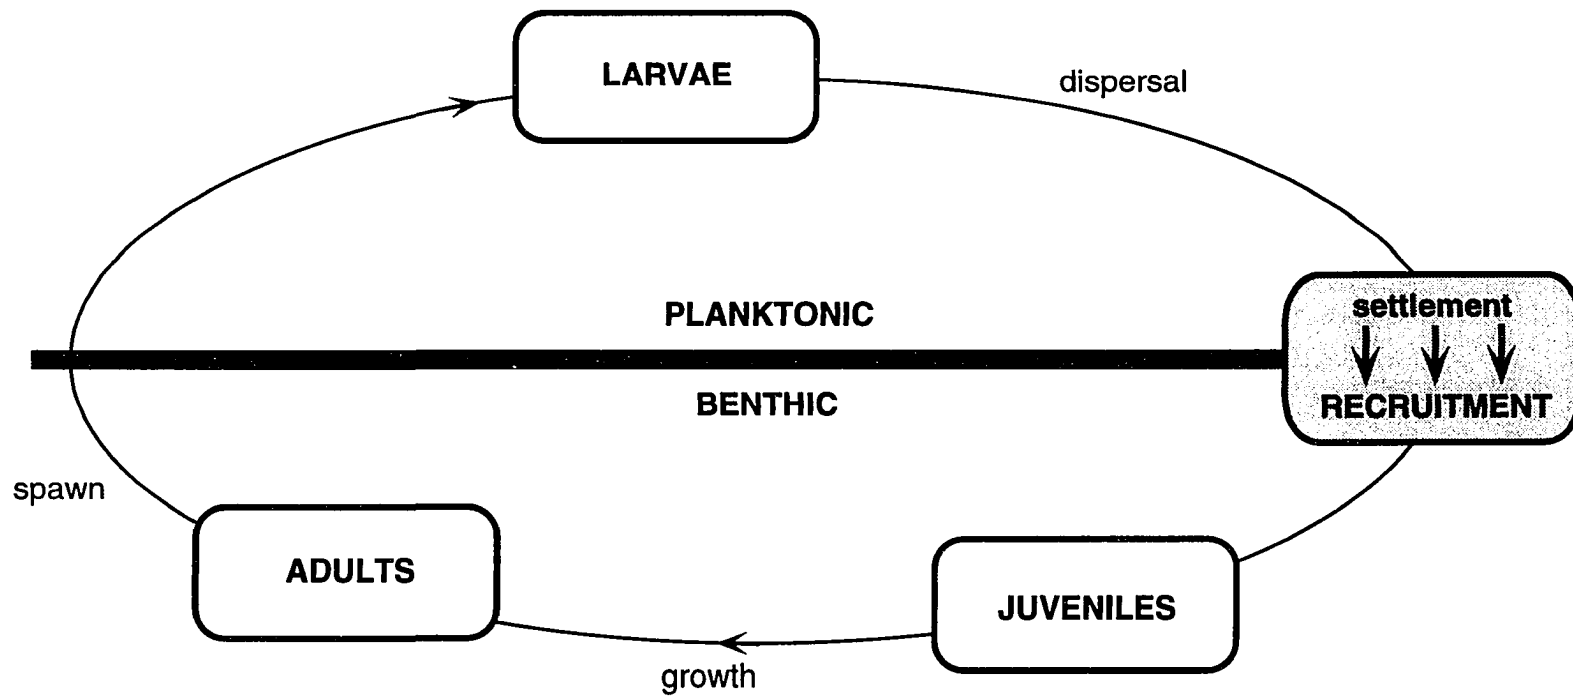 LARVAE
dispersal
PLANKTONIC
settlement
RECRUITMENT
BENTHIC
spawn
ADULTS
JUVENILES
growth